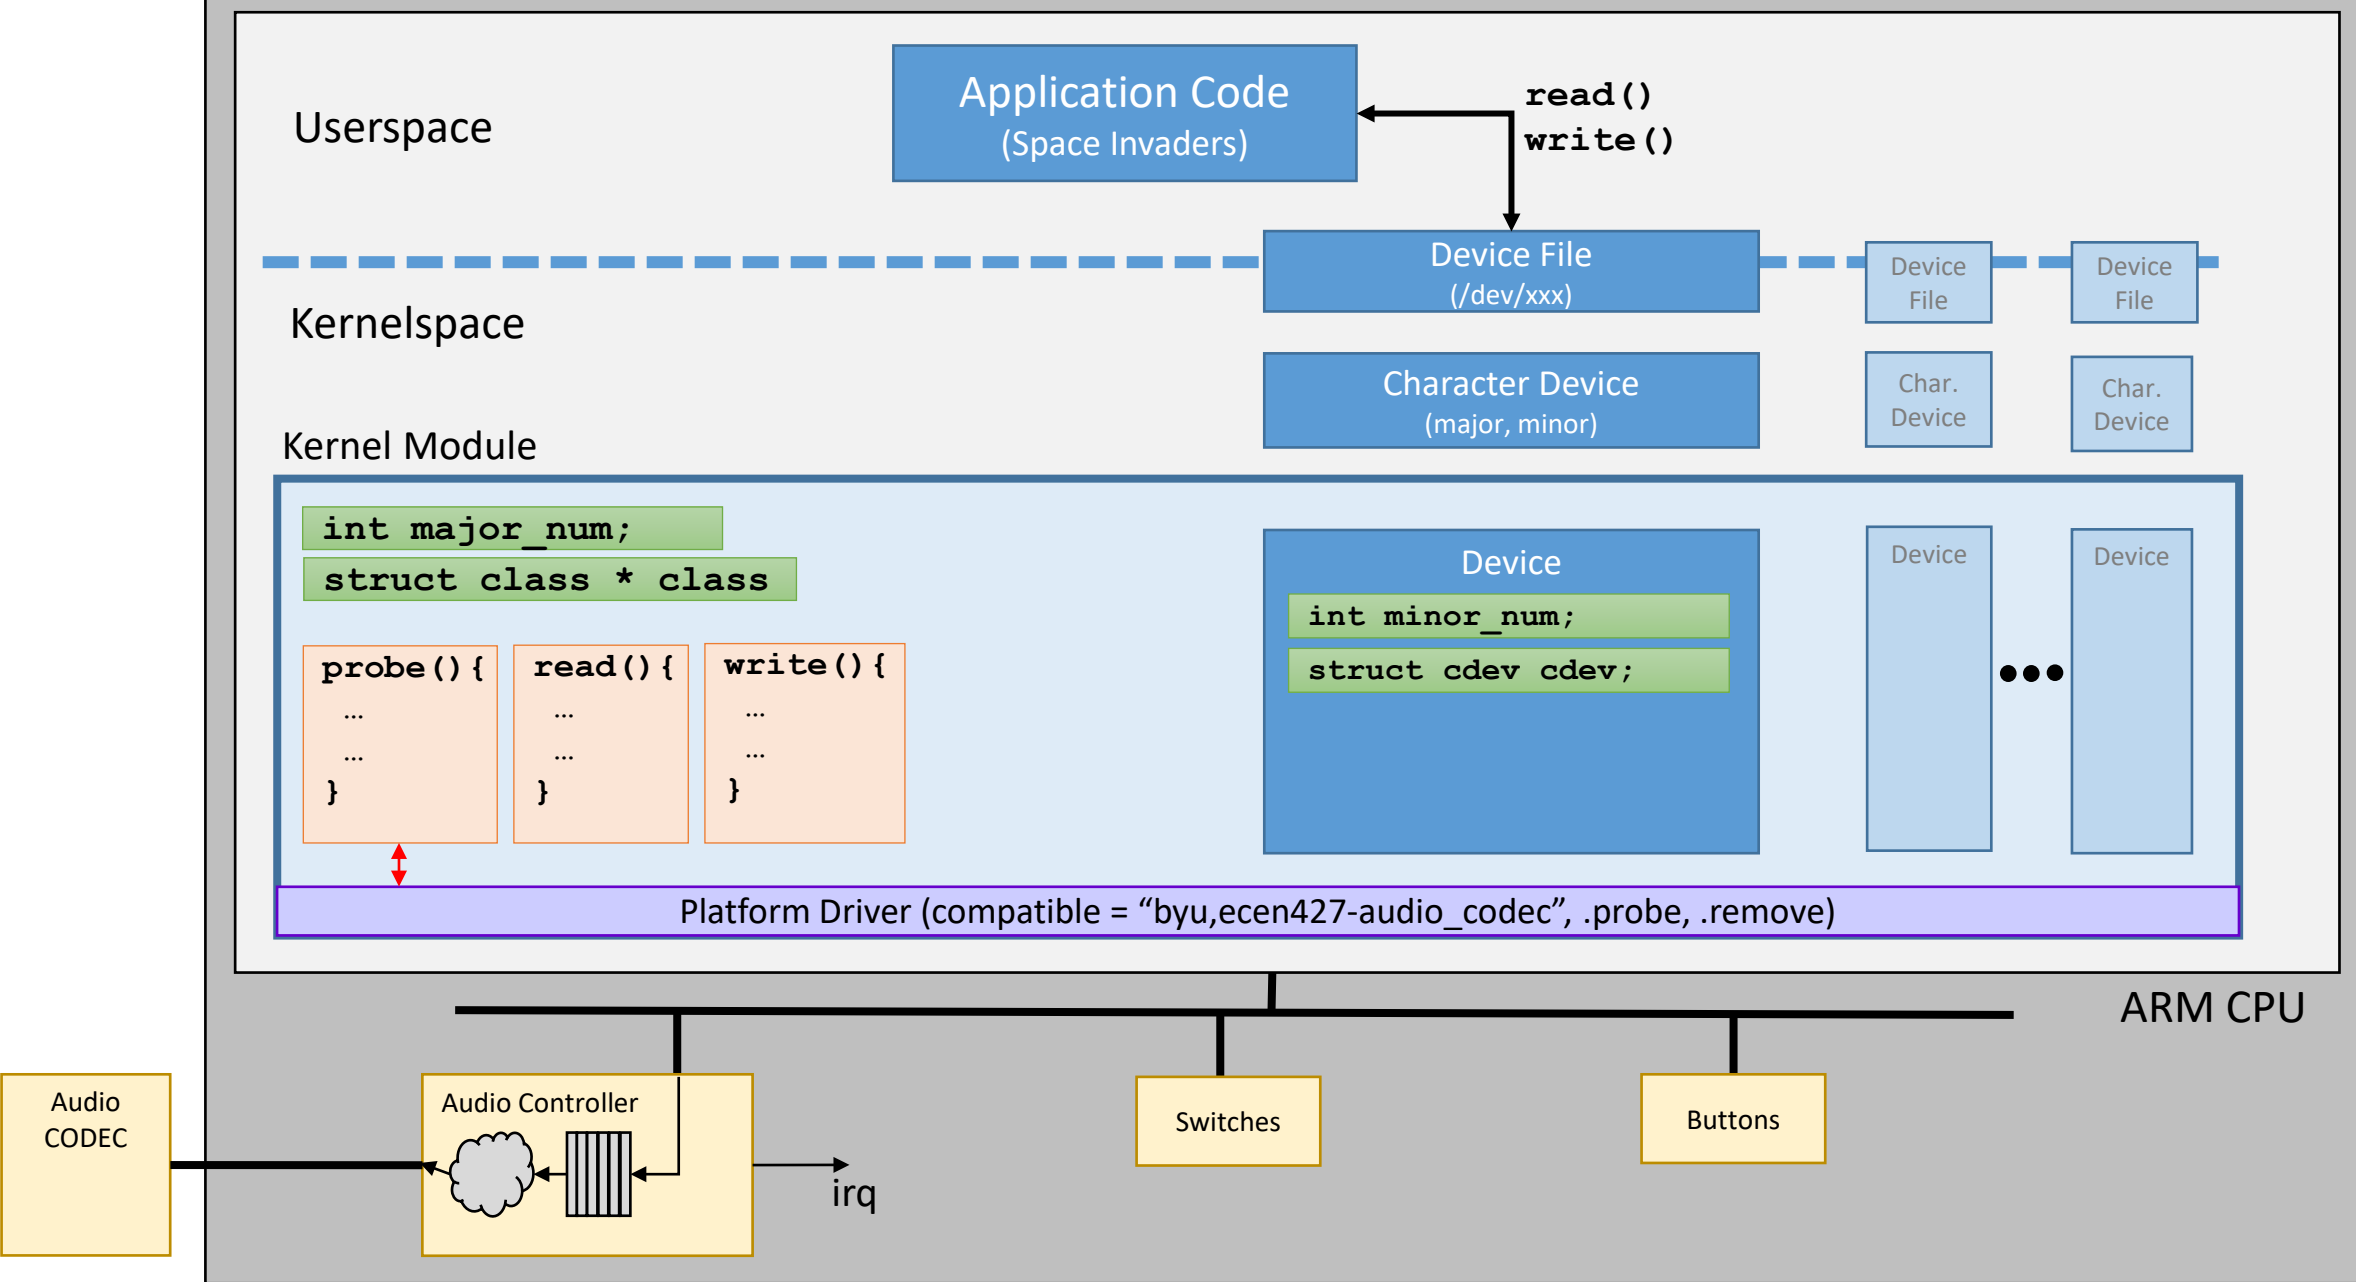 Application Code
(Space Invaders)
read()
write()
Userspace
Device File
(/dev/xxx)
Device
File
Device
File
Kernelspace
Character Device
(major, minor)
Char.
Device
Char.
Device
Kernel Module
int major_num;
struct class * class
probe(){
…
…
}
read(){
…
…
}
write(){
…
…
}
Device
int minor_num;
struct cdev cdev;
Device
Device
Platform Driver (compatible = “byu,ecen427-audio_codec”, .probe, .remove)
ARM CPU
Audio
CODEC
Audio Controller
irq
Switches
Buttons